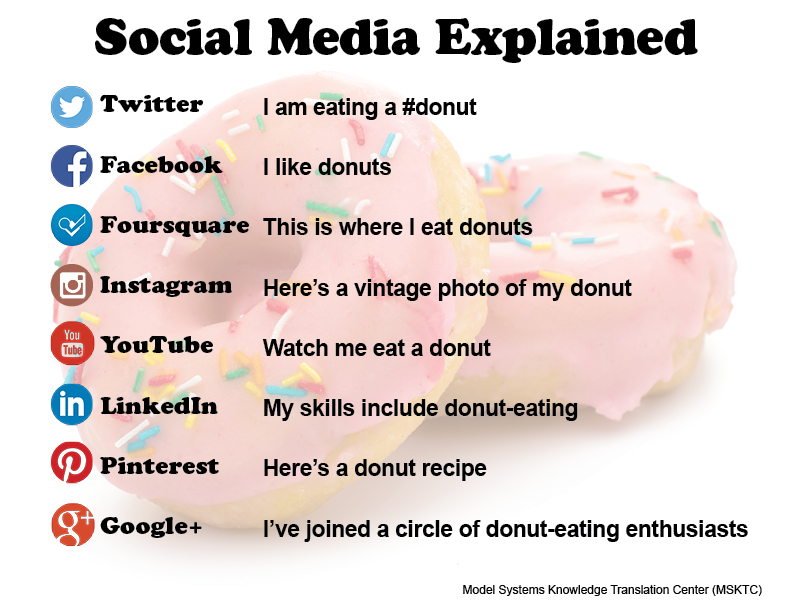 Social Media Explained
Twitter I am eating a #donut
Facebook I like donuts
Foursquare This is where I eat donuts
Instagram Here's a vintage photo of my donut
You
Tube
YouTube Watch me eat a donut
in LinkedIn My skills include donut-eating
Pinterest Here's a donut recipe
g+ Google+ I've joined a circle of donut-eating enthusiasts
Model Systems Knowledge Translation Center (MSKTC)